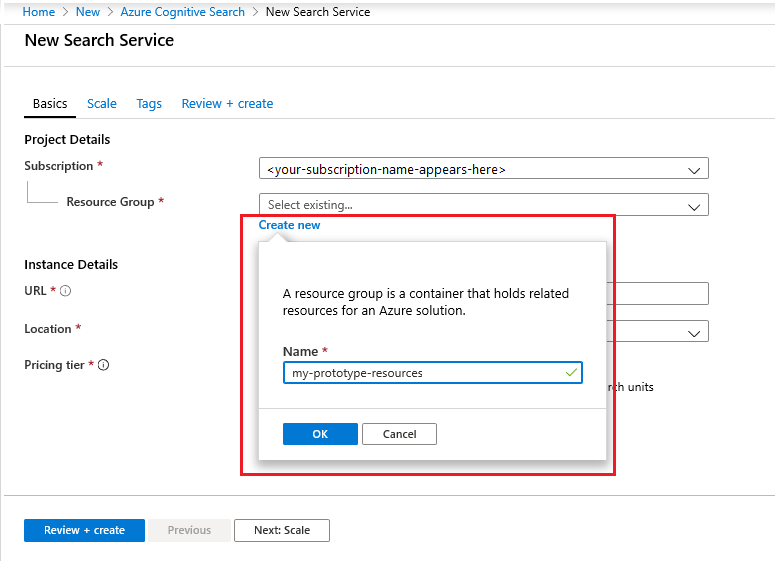 Home > New > Azure Cognitive Search > New Search Service
New Search Service
Basics Scale Tags Review + create
Project Details
Subscription *
<your-subscription-name-appears-here>
Resource Group *
Select existing...
Create new
Instance Details
URL *
Location *
Pricing tier *
A resource group is a container that holds related
resources for an Azure solution.
Name *
my-prototype-resources
OK Cancel
units
Review + create Previous Next: Scale